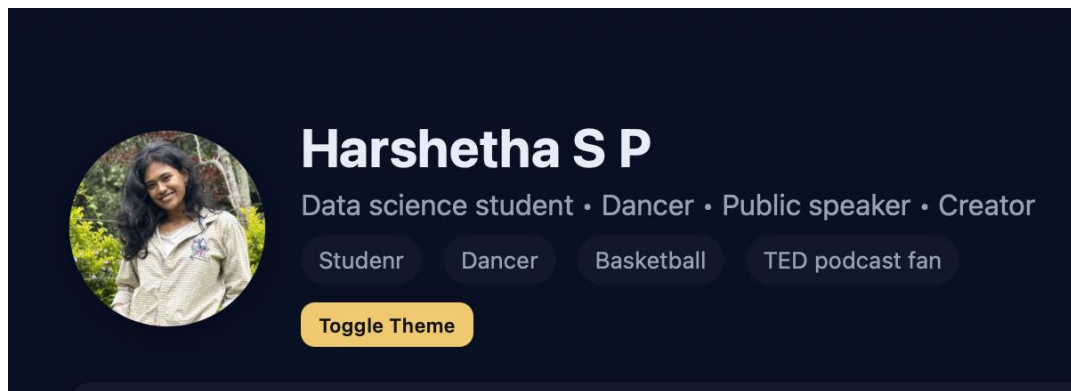 Harshetha S P
Data science student • Dancer • Public speaker • Creator
Studenr Dancer Basketball TED podcast fan
Toggle Theme